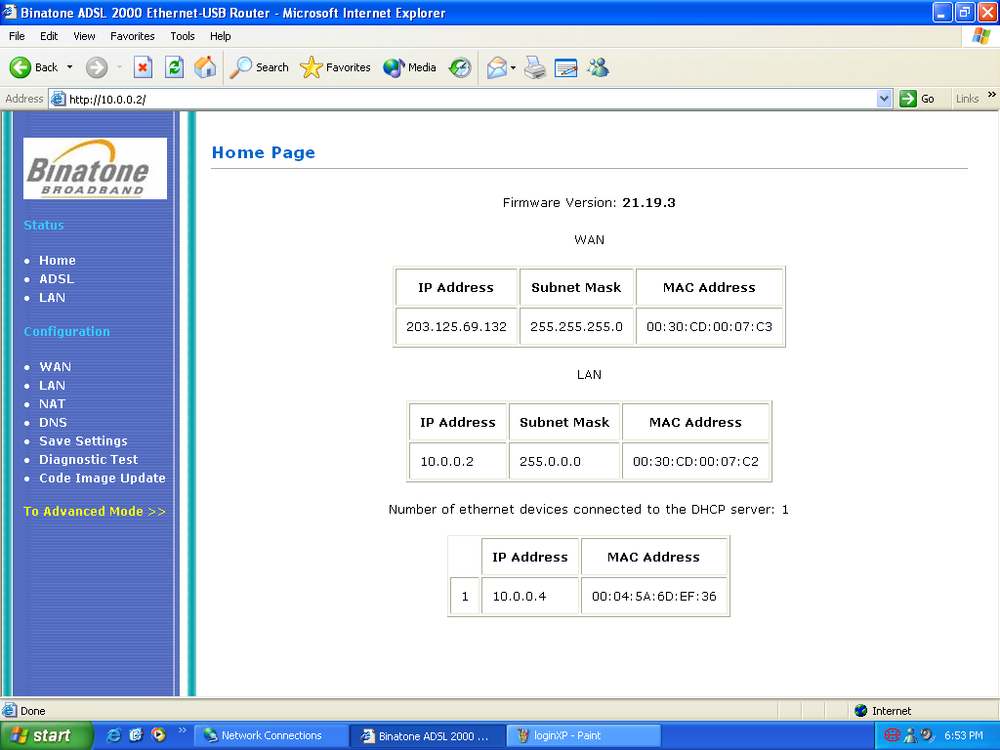 Binatone ADSL 2000 Ethernet-USB Router - Microsoft Internet Explorer
File Edit View Favorites Tools Help
Back Search Favorites Media
Address http://10.0.0.2/ Go Links »
Binatone
BROADBAND
Status
Home
ADSL
LAN
Configuration
WAN
LAN
NAT
DNS
Save Settings
Diagnostic Test
Code Image Update
To Advanced Mode >>
Home Page
Firmware Version: 21.19.3
WAN
IP Address Subnet Mask MAC Address
203.125.69.132 255.255.255.0 00:30:CD:00:07:C3
LAN
IP Address Subnet Mask MAC Address
10.0.0.2 255.0.0.0 00:30:CD:00:07:C2
Number of ethernet devices connected to the DHCP server: 1
IP Address MAC Address
1 10.0.0.4 00:04:5A:6D:EF:36
Done Internet
start » Network Connections Binatone ADSL 2000 ... loginXP - Paint 6:53 PM